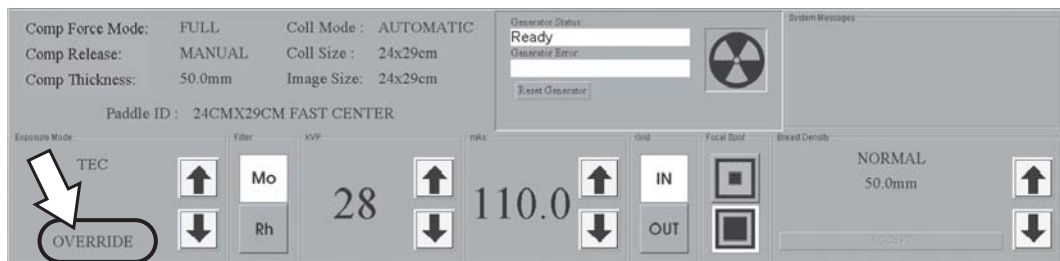 Comp Force Mode: FULL Coll Mode : AUTOMATIC
Comp Release: MANUAL Coll Size : 24x29cm
Comp Thickness: 50.0mm Image Size: 24x29cm
Paddle ID : 24CMX29CM FAST CENTER
Generator Status
Ready
Generator Error
Reset Generator
System Messages
Exposure Mode
TEC
OVERRIDE
Filter
Mo
Rh
KVP
28
mAs
110.0
Grid
IN
OUT
Focal Spot
Breast Density
NORMAL
50.0mm
ACCEPT